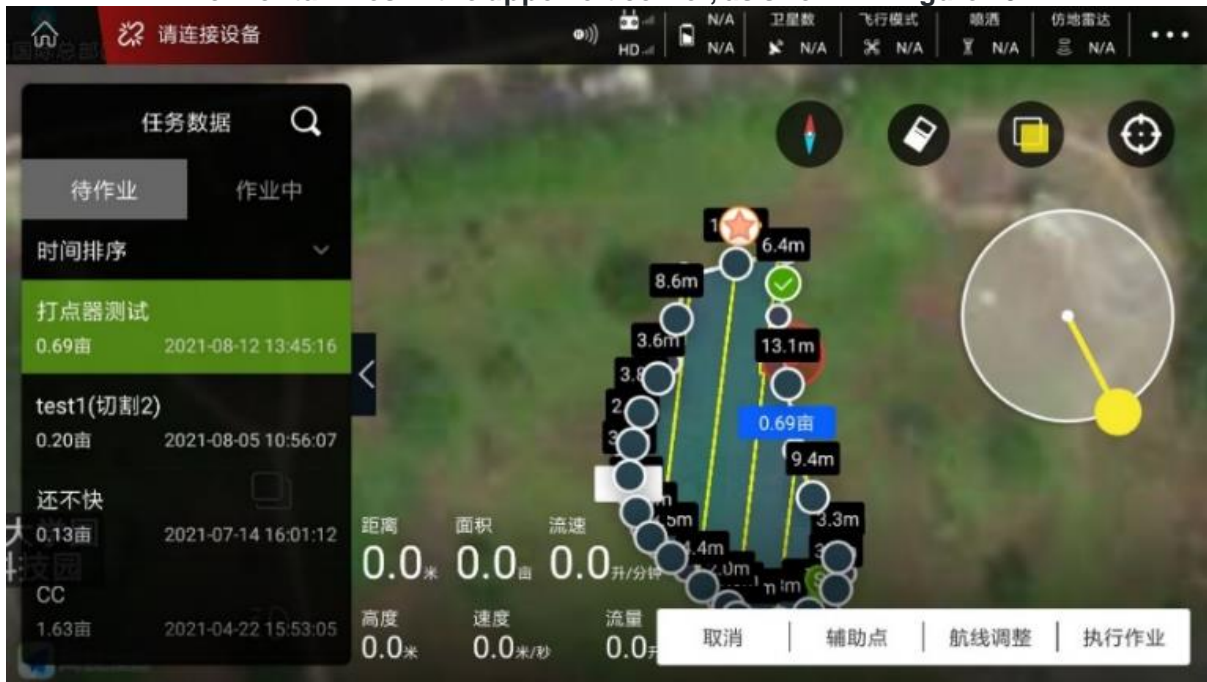 请连接设备
HD
N/A
N/A
卫星数
N/A
飞行模式
N/A
喷洒
N/A
仿地雷达
N/A
任务数据
待作业
作业中
时间排序
打点器测试
0.69亩
2021-08-12 13:45:16
test1(切割2)
0.20亩
2021-08-05 10:56:07
还不快
0.13亩
2021-07-14 16:01:12
CC
1.63亩
2021-04-22 15:53:05
6.4m
8.6m
3.6m
13.1m
0.69亩
9.4m
3.3m
距离
0.0米
面积
0.0亩
流速
0.0升/分钟
高度
0.0米
速度
0.0米/秒
流量
0.0升
取消
辅助点
航线调整
执行作业